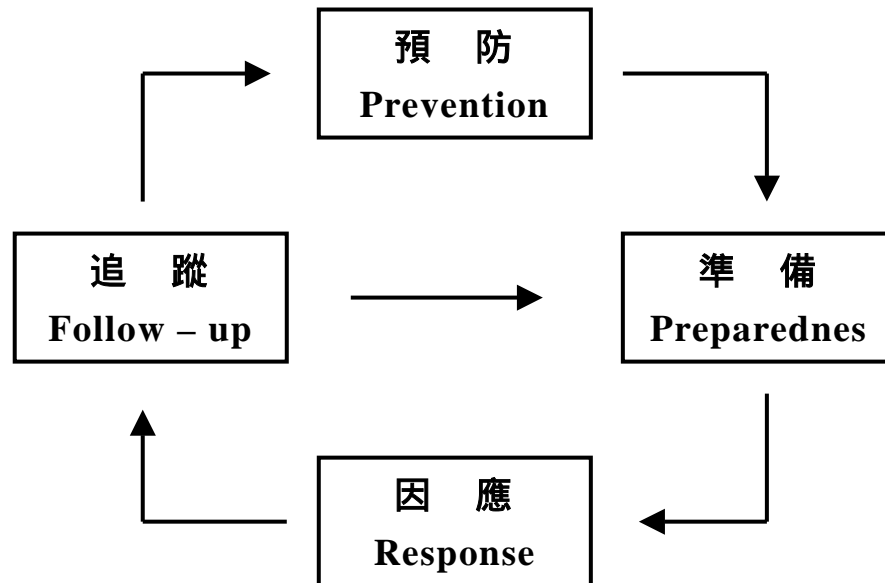 預 防
Prevention
追 蹤
Follow – up
準 備
Preparednes
因 應
Response